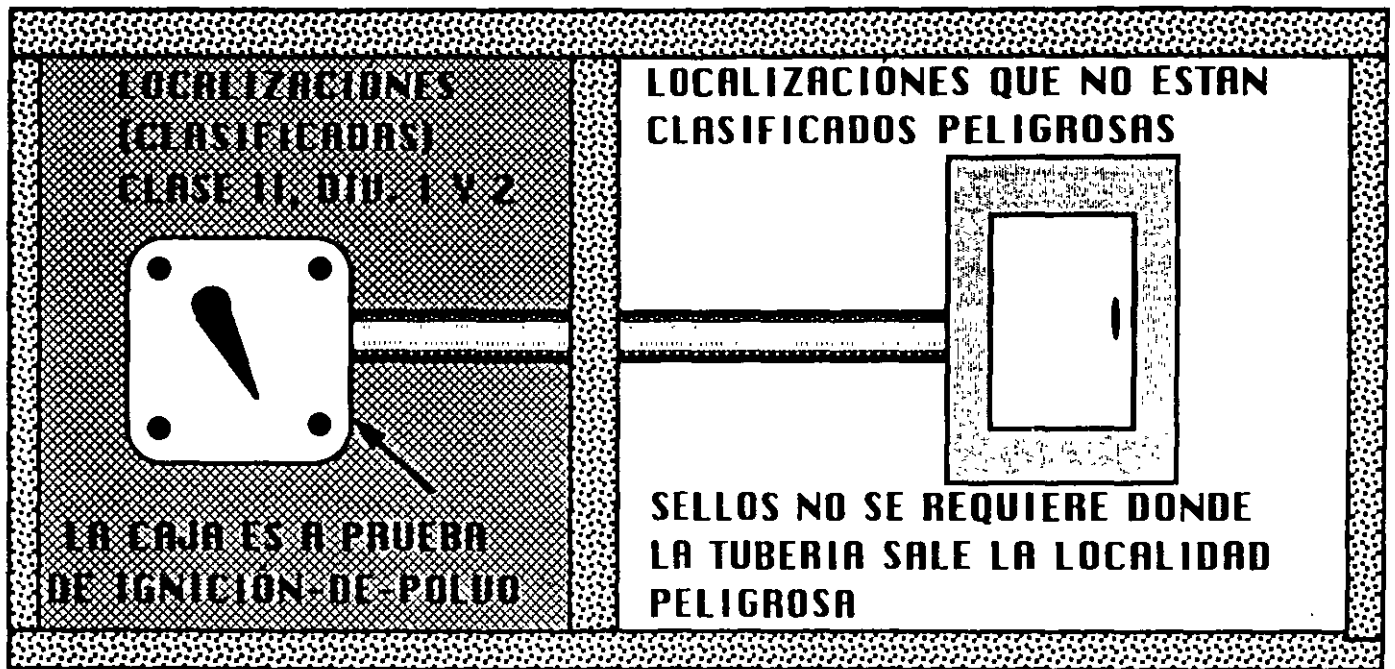 LOCALIZACIÓNES
(CLASIFICADAS)
CLASE II, DIV. 1 Y 2
LA CAJA ES A PRUEBA
DE IGNICIÓN-DE-POLVO
LOCALIZACIÓNES QUE NO ESTAN
CLASIFICADOS PELIGROSAS
SELLOS NO SE REQUIERE DONDE
LA TUBERIA SALE LA LOCALIDAD
PELIGROSA